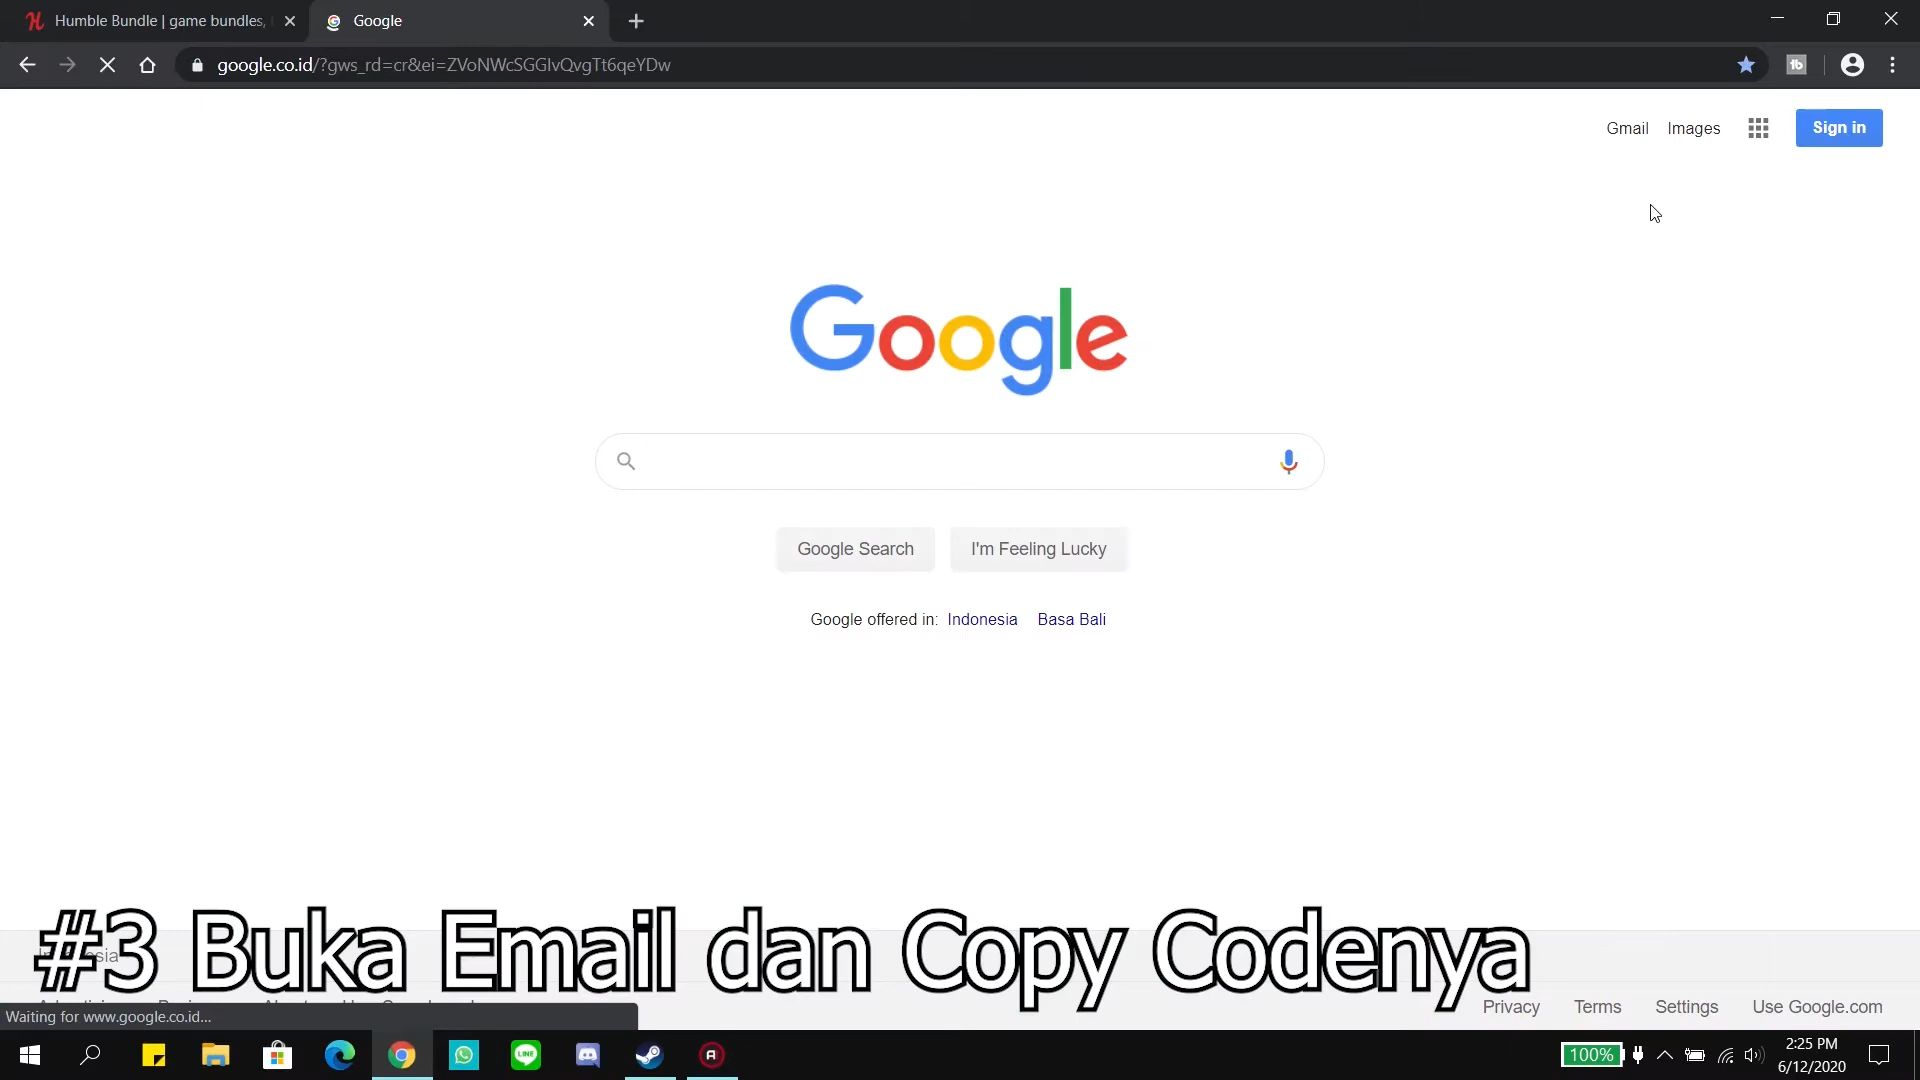 Humble Bundle | game bundles,
Google
google.co.id/?gws_rd=cr&ei=ZVoNWcSGGIvQvgTt6qeYDw
Gmail Images Sign in
Google
Google Search I'm Feeling Lucky
Google offered in: Indonesia Basa Bali
#3 Buka Email dan Copy Codenya
Privacy Terms Settings Use Google.com
Waiting for www.google.co.id...
LINE
100%
2:25 PM
6/12/2020